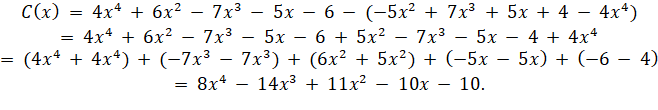 C(x) = 4x⁴ + 6x² − 7x³ − 5x − 6 − (−5x² + 7x³ + 5x + 4 − 4x⁴)
= 4x⁴ + 6x² − 7x³ − 5x − 6 + 5x² − 7x³ − 5x − 4 + 4x⁴
= (4x⁴ + 4x⁴) + (−7x³ − 7x³) + (6x² + 5x²) + (−5x − 5x) + (−6 − 4)
= 8x⁴ − 14x³ + 11x² − 10x − 10.